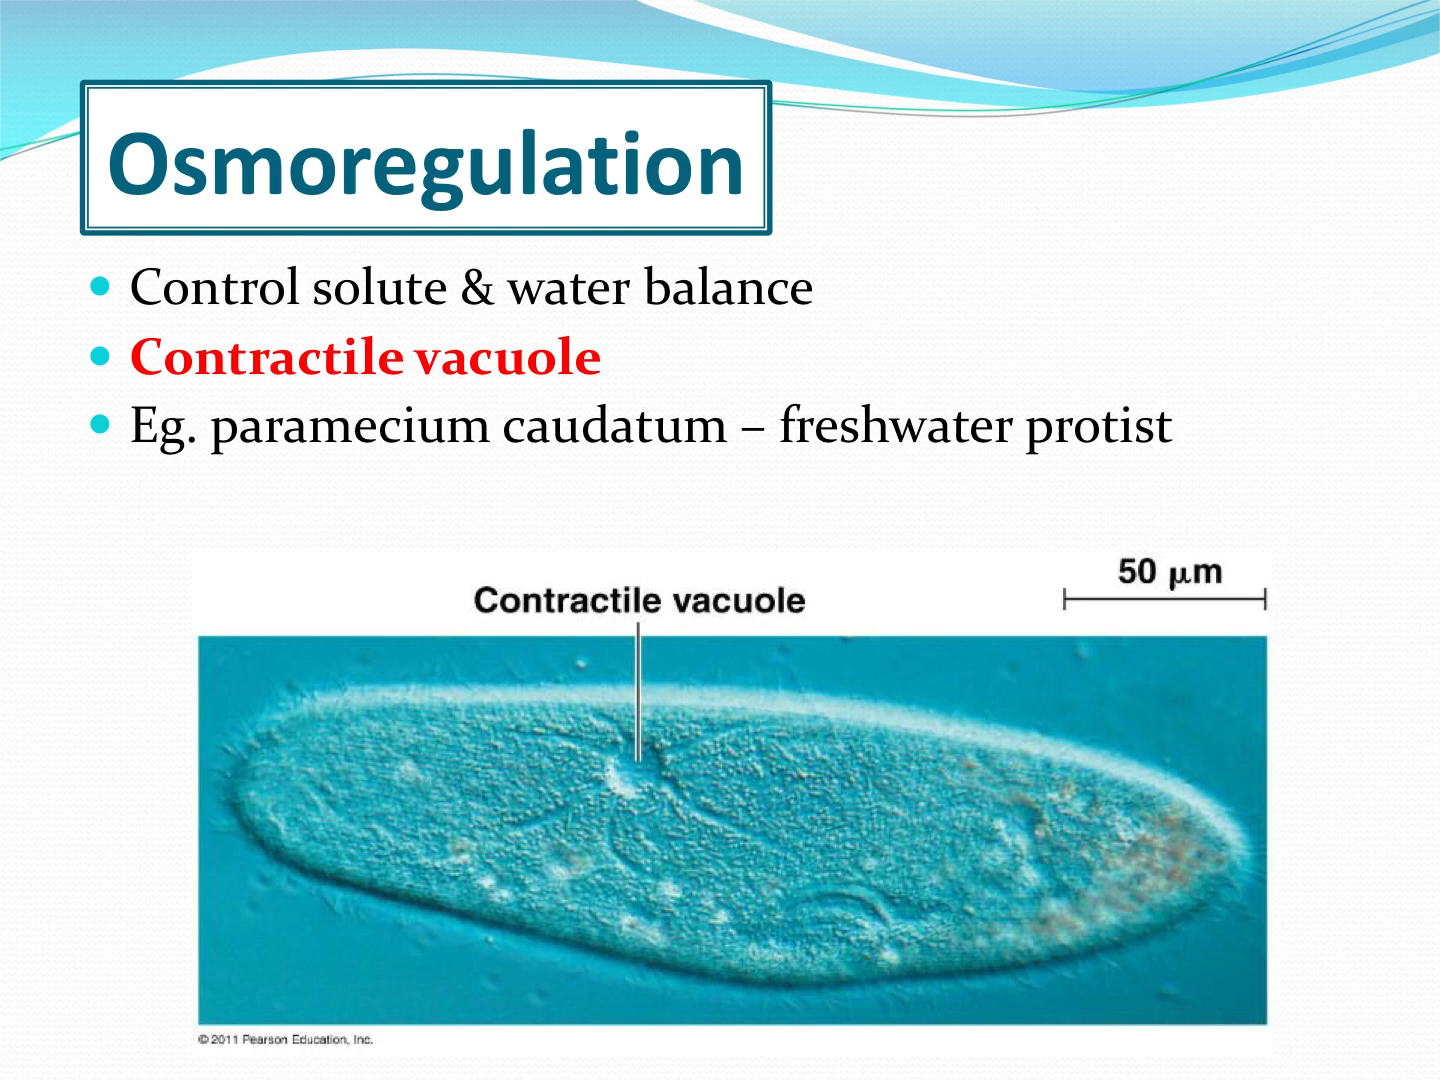 Osmoregulation
Control solute & water balance
Contractile vacuole
Eg. paramecium caudatum – freshwater protist
50 μm
Contractile vacuole
© 2011 Pearson Education, Inc.